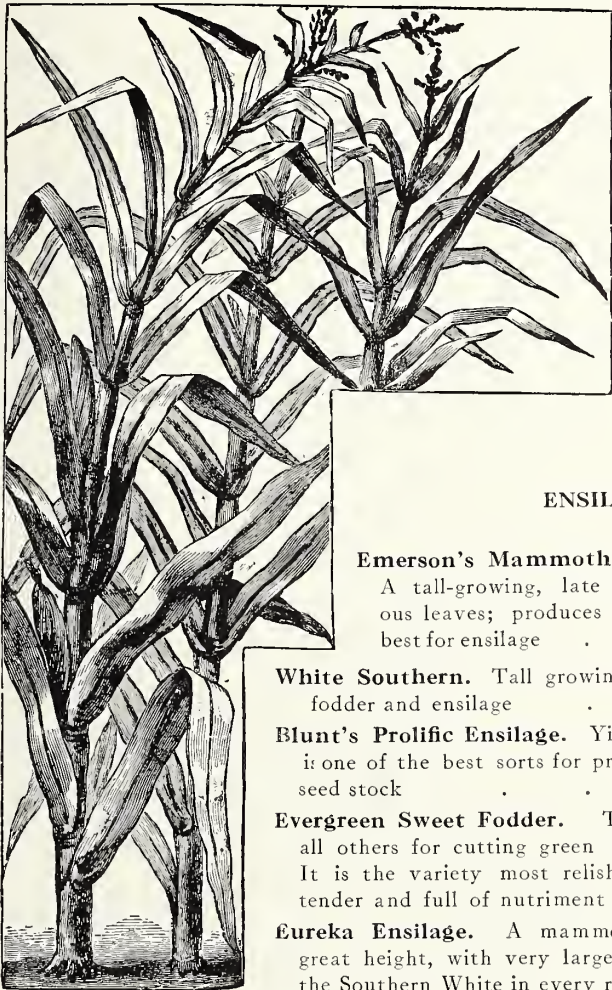 ENSIL
Emerson's Mammoth
A tall-growing, late
ous leaves; produces
best for ensilage .
White Southern. Tall growin
fodder and ensilage .
Blunt's Prolific Ensilage. Yi
is one of the best sorts for pr
seed stock . .
Evergreen Sweet Fodder. T
all others for cutting green
It is the variety most relish
tender and full of nutriment
Eureka Ensilage. A mamm
great height, with very large
the Southern White in every